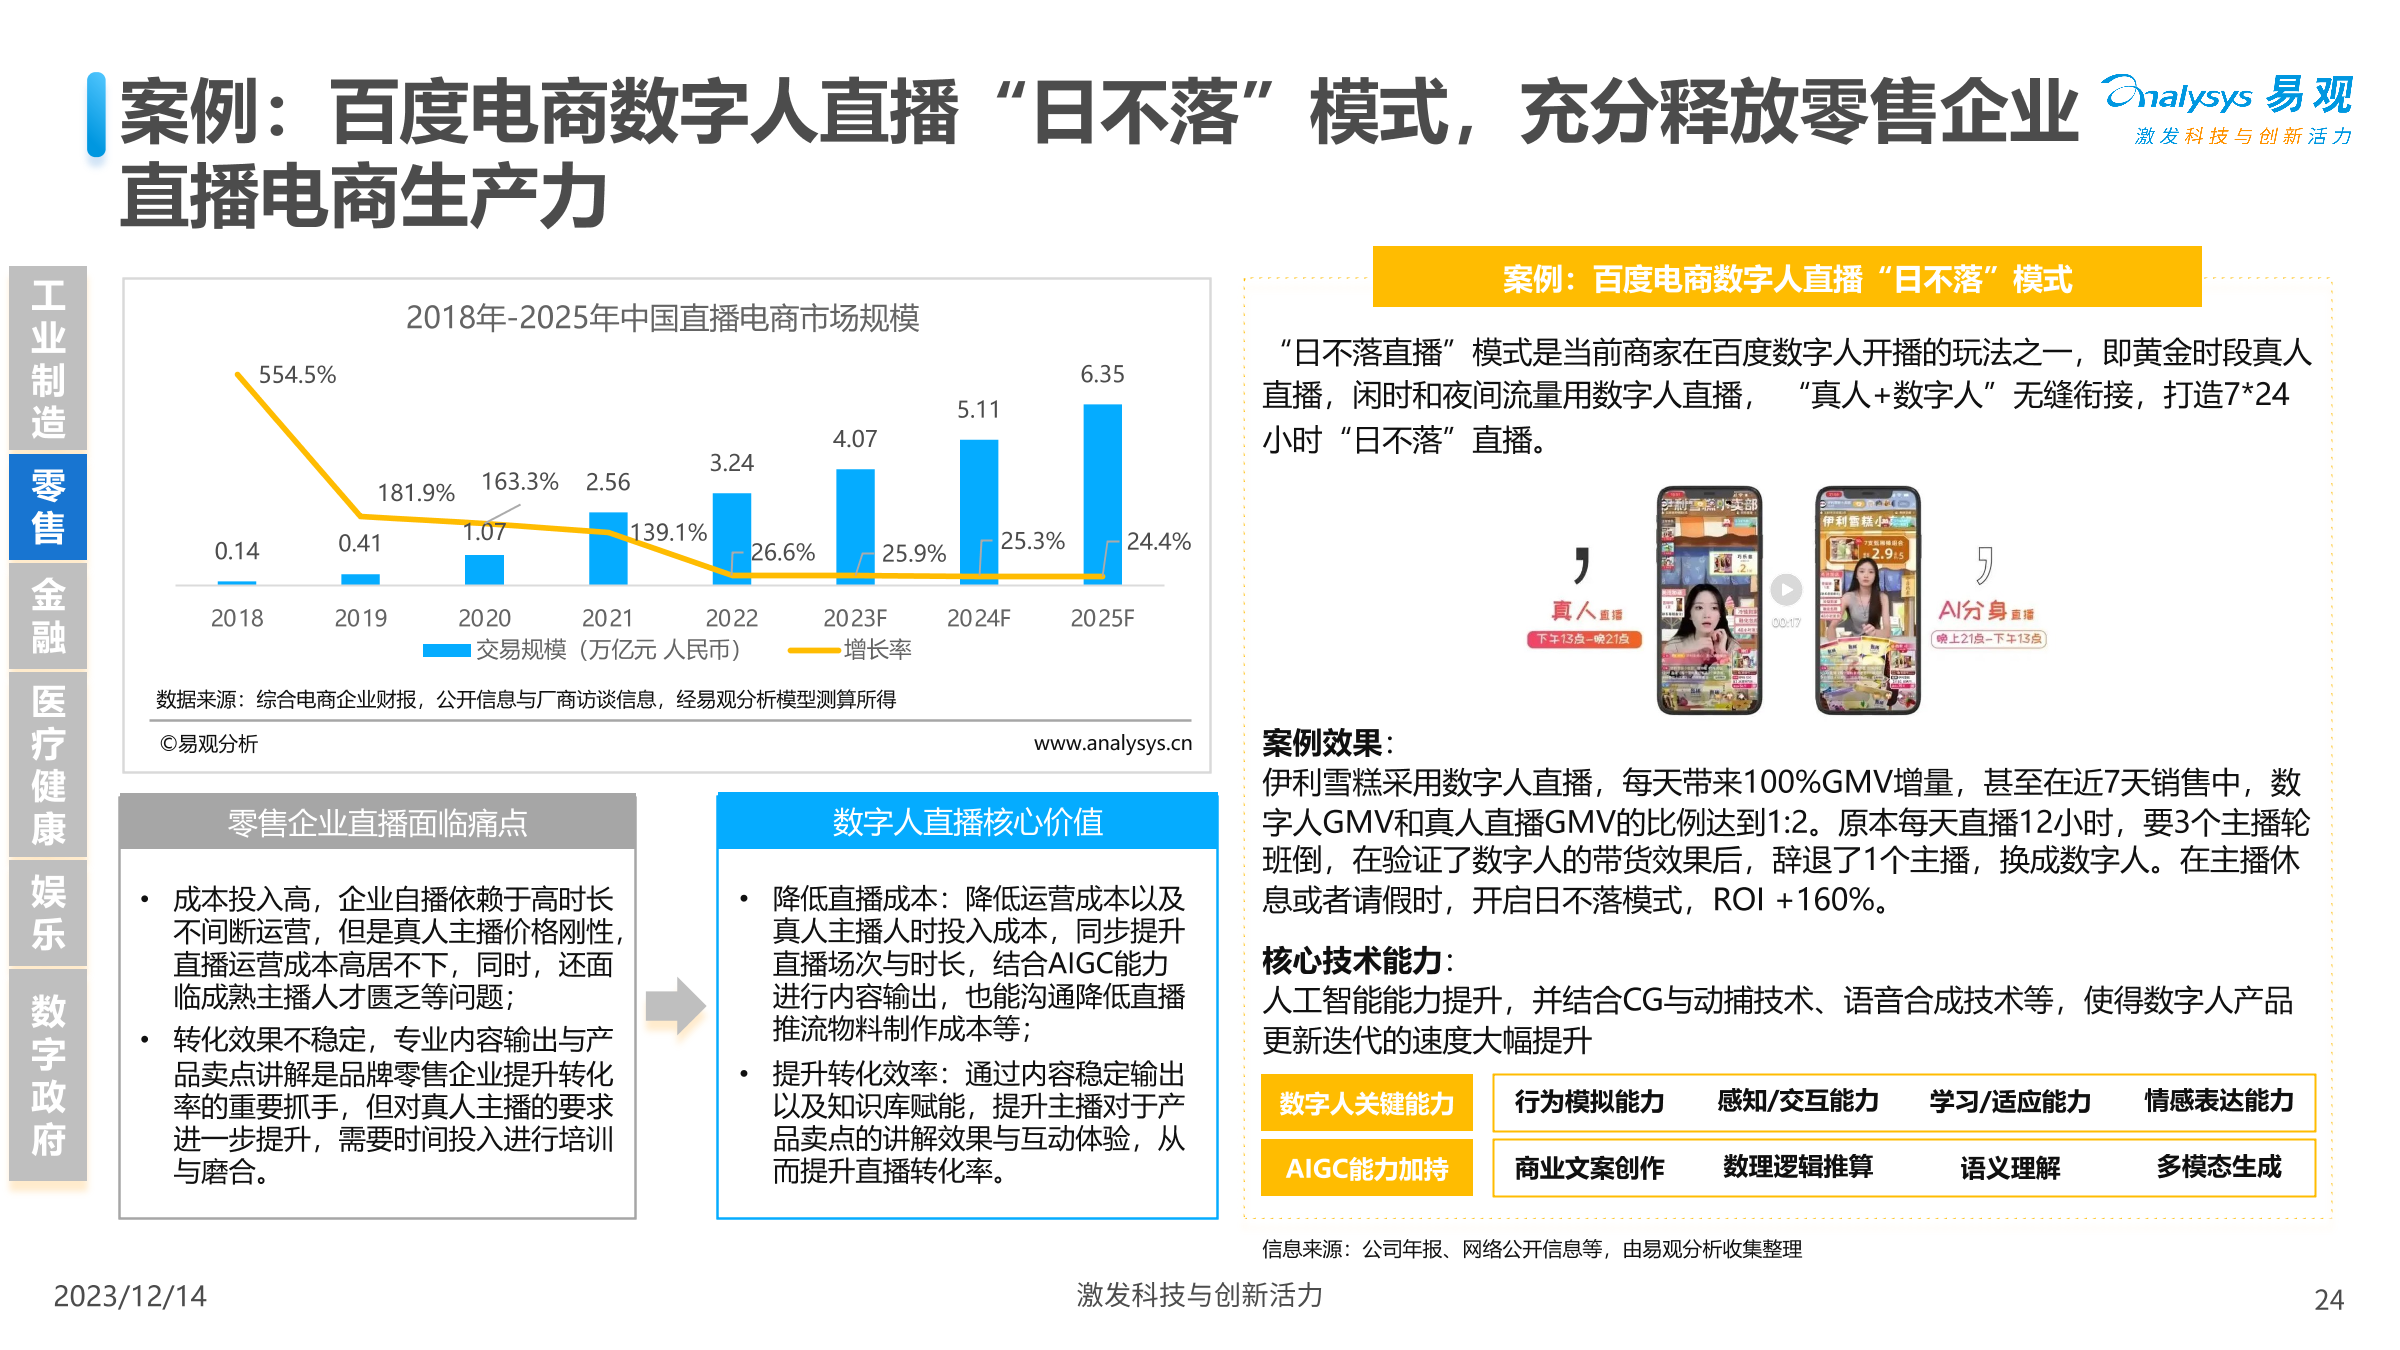 案例：百度电商数字人直播“日不落”模式，充分释放零售企业
直播电商生产力
analysys 易观
激发科技与创新活力
工业制造
零售
金融
医疗健康
娱乐
数字政府
2018年-2025年中国直播电商市场规模
554.5%
181.9%
163.3%
139.1%
26.6%
25.9%
25.3%
24.4%
0.14
0.41
1.07
2.56
3.24
4.07
5.11
6.35
2018
2019
2020
2021
2022
2023F
2024F
2025F
交易规模（万亿元 人民币）
增长率
数据来源：综合电商企业财报，公开信息与厂商访谈信息，经易观分析模型测算所得
©易观分析
www.analysys.cn
零售企业直播面临痛点
• 成本投入高，企业自播依赖于高时长
不间断运营，但是真人主播价格刚性，
直播运营成本高居不下，同时，还面
临成熟主播人才匮乏等问题；
• 转化效果不稳定，专业内容输出与产
品卖点讲解是品牌零售企业提升转化
率的重要抓手，但对真人主播的要求
进一步提升，需要时间投入进行培训
与磨合。
数字人直播核心价值
• 降低直播成本：降低运营成本以及
真人主播人时投入成本，同步提升
直播场次与时长，结合AIGC能力
进行内容输出，也能沟通降低直播
推流物料制作成本等；
• 提升转化效率：通过内容稳定输出
以及知识库赋能，提升主播对于产
品卖点的讲解效果与互动体验，从
而提升直播转化率。
案例：百度电商数字人直播“日不落”模式
“日不落直播”模式是当前商家在百度数字人开播的玩法之一，即黄金时段真人
直播，闲时和夜间流量用数字人直播，“真人+数字人”无缝衔接，打造7*24
小时“日不落”直播。
真人直播
下午13点-晚21点
伊利雪糕小卖部
00:17
伊利雪糕小
2.9
AI分身直播
晚上21点-下午13点
案例效果：
伊利雪糕采用数字人直播，每天带来100%GMV增量，甚至在近7天销售中，数
字人GMV和真人直播GMV的比例达到1:2。原本每天直播12小时，要3个主播轮
班倒，在验证了数字人的带货效果后，辞退了1个主播，换成数字人。在主播休
息或者请假时，开启日不落模式，ROI +160%。
核心技术能力：
人工智能能力提升，并结合CG与动捕技术、语音合成技术等，使得数字人产品
更新迭代的速度大幅提升
数字人关键能力
行为模拟能力 感知/交互能力 学习/适应能力 情感表达能力
AIGC能力加持
商业文案创作 数理逻辑推算 语义理解 多模态生成
信息来源：公司年报、网络公开信息等，由易观分析收集整理
2023/12/14
激发科技与创新活力
24